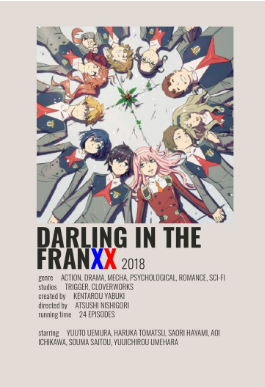 DARLING IN THE
FRANXX 2018
genre ACTION, DRAMA, MECHA, PSYCHOLOGICAL, ROMANCE, SCI-FI
studios TRIGGER, CLOVERWORKS
created by KENTAROU YABUKI
directed by ATSUSHI NISHIGORI
running time 24 EPISODES
starring YUUTO UEMURA, HARUKA TOMATSU, SAORI HAYAMI, AOI
ICHIKAWA, SOUMA SAITOU, YUUICHIROU UMEHARA